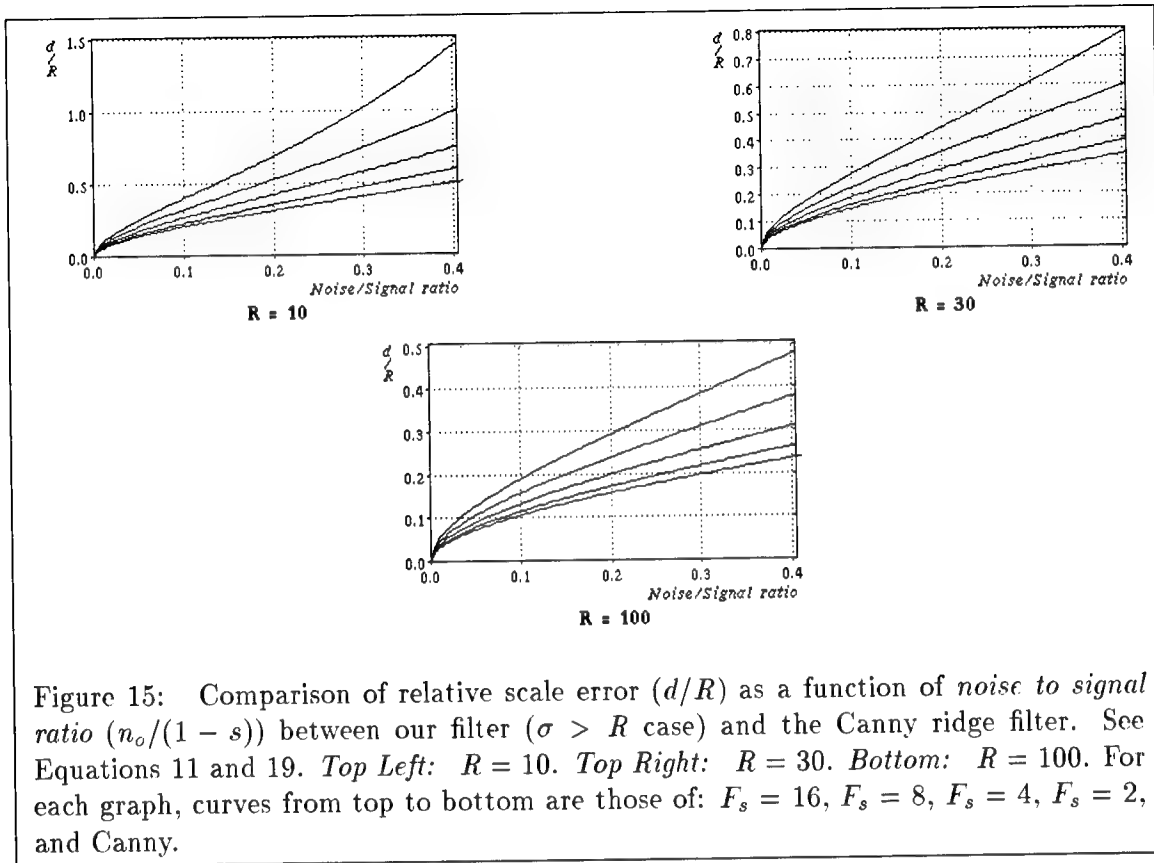 d/R
1.5
1.0
0.5
0.0
0.0 0.1 0.2 0.3 0.4
Noise/Signal ratio
R = 10
d/R
0.8
0.7
0.6
0.5
0.4
0.3
0.2
0.1
0.0
0.0 0.1 0.2 0.3 0.4
Noise/Signal ratio
R = 30
d/R
0.5
0.4
0.3
0.2
0.1
0.0
0.0 0.1 0.2 0.3 0.4
Noise/Signal ratio
R = 100
Figure 15: Comparison of relative scale error (d/R) as a function of noise to signal
ratio (n₀/(1 − s)) between our filter (σ > R case) and the Canny ridge filter. See
Equations 11 and 19. Top Left: R = 10. Top Right: R = 30. Bottom: R = 100. For
each graph, curves from top to bottom are those of: Fₛ = 16, Fₛ = 8, Fₛ = 4, Fₛ = 2,
and Canny.